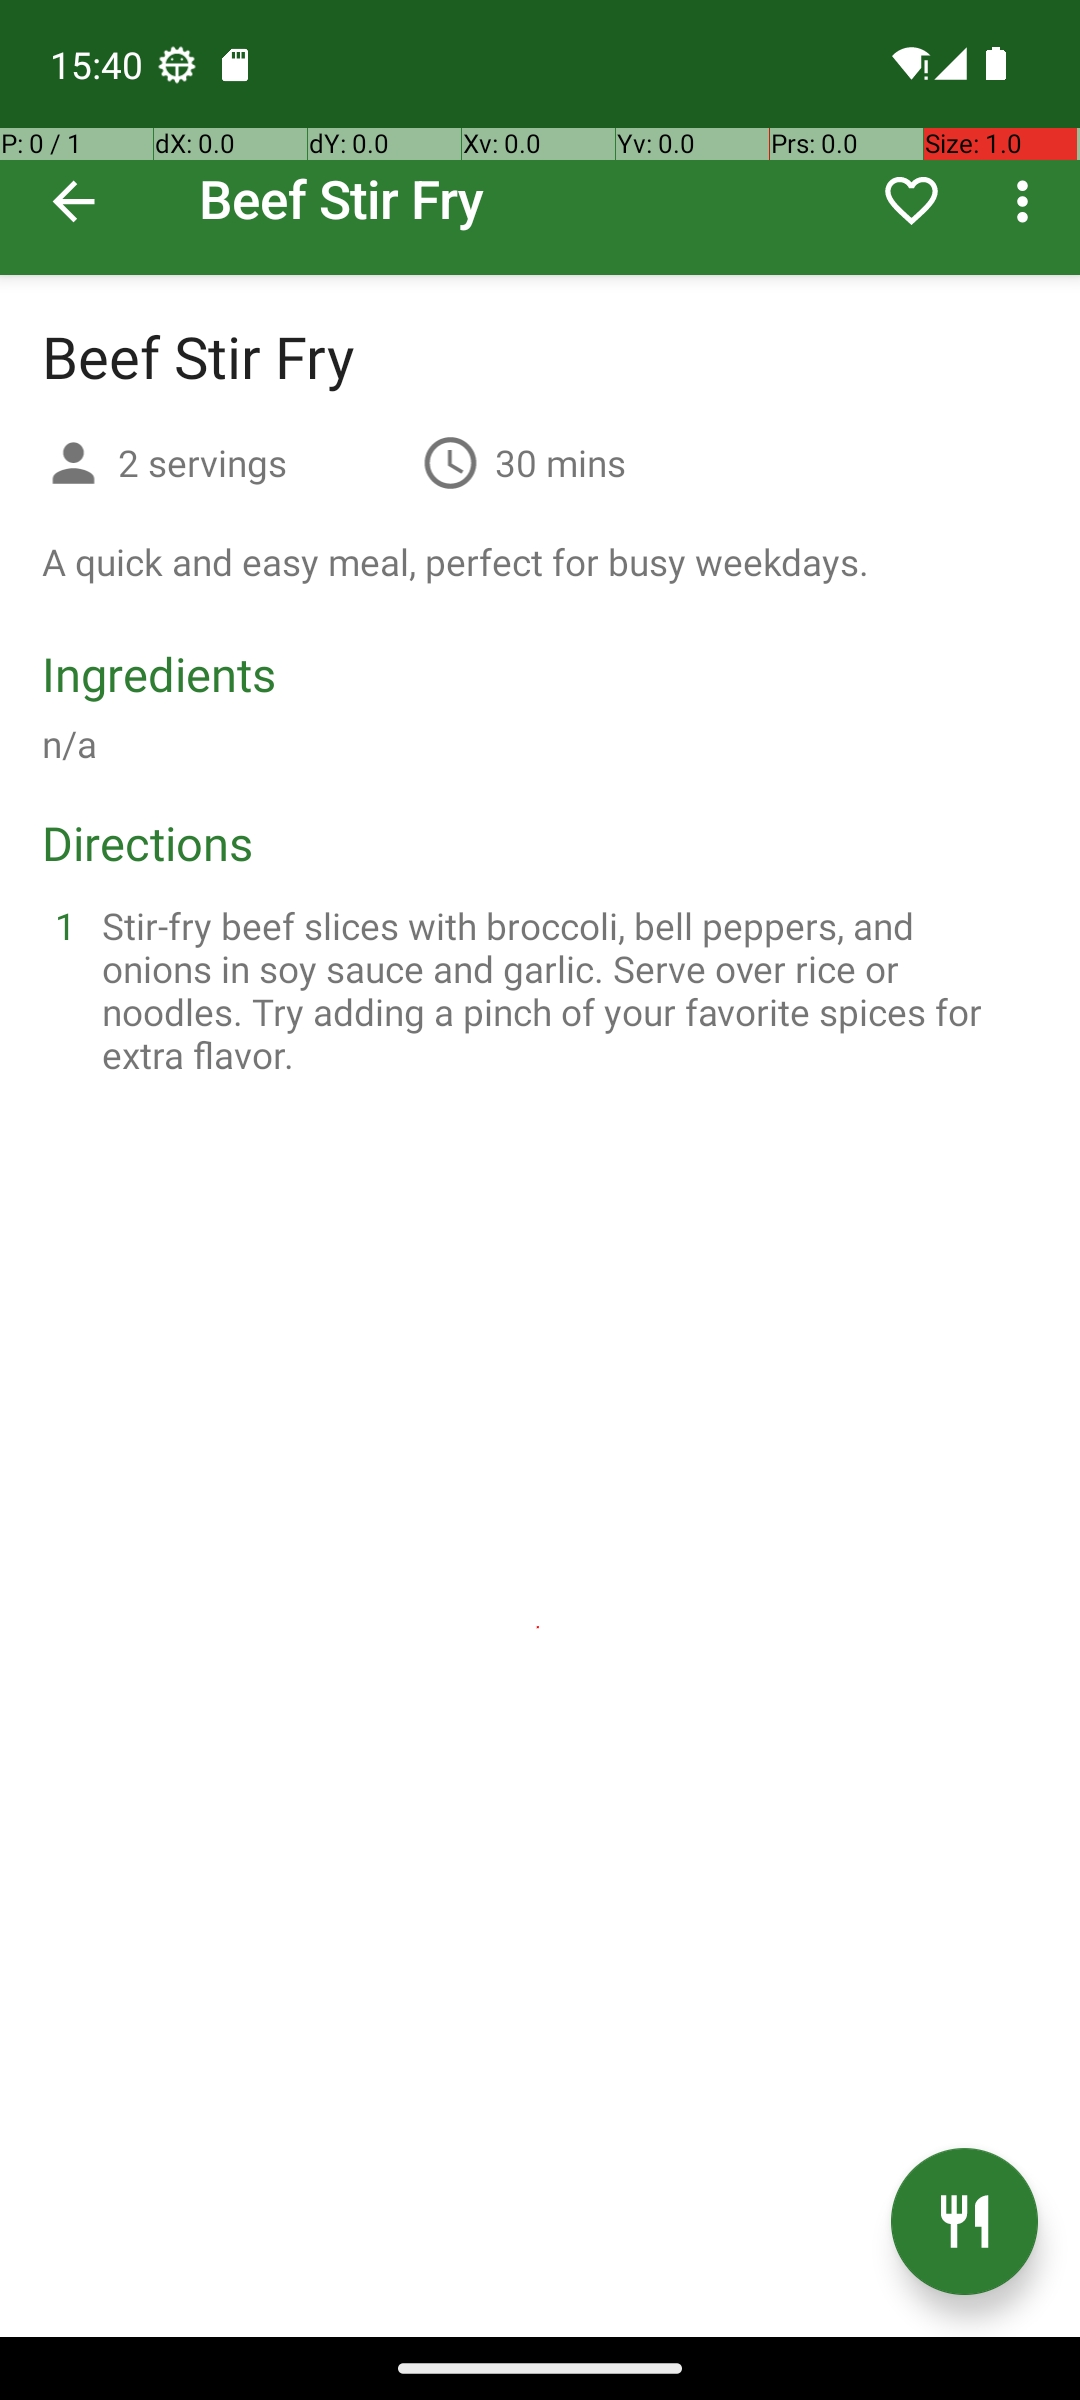 15:40
P: 0 / 1 dX: 0.0 dY: 0.0 Xv: 0.0 Yv: 0.0 Prs: 0.0 Size: 1.0
Beef Stir Fry
Beef Stir Fry
2 servings 30 mins
A quick and easy meal, perfect for busy weekdays.
Ingredients
n/a
Directions
1 Stir-fry beef slices with broccoli, bell peppers, and
onions in soy sauce and garlic. Serve over rice or
noodles. Try adding a pinch of your favorite spices for
extra flavor.